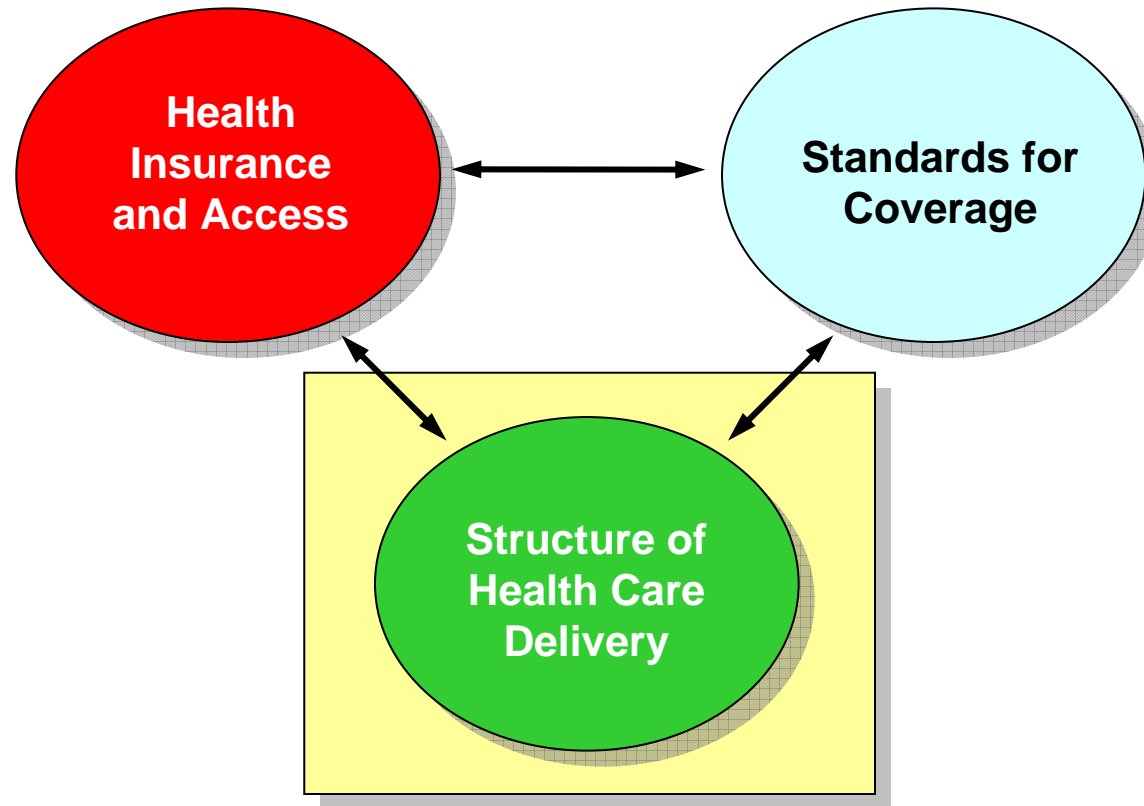 Health
Insurance
and Access
Standards for
Coverage
Structure of
Health Care
Delivery